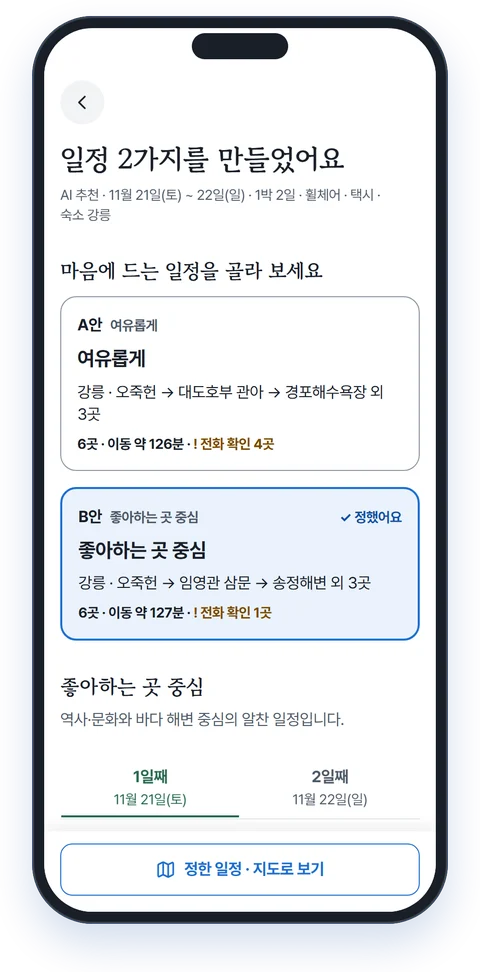 일정 2가지를 만들었어요
AI 추천 · 11월 21일(토) ~ 22일(일) · 1박 2일 · 휠체어 · 택시 ·
숙소 강릉
마음에 드는 일정을 골라 보세요
A안 여유롭게
여유롭게
강릉 · 오죽헌 → 대도호부 관아 → 경포해수욕장 외
3곳
6곳 · 이동 약 126분 · ! 전화 확인 4곳
B안 좋아하는 곳 중심 ✓ 정했어요
좋아하는 곳 중심
강릉 · 오죽헌 → 임영관 삼문 → 송정해변 외 3곳
6곳 · 이동 약 127분 · ! 전화 확인 1곳
좋아하는 곳 중심
역사·문화와 바다 해변 중심의 알찬 일정입니다.
1일째 2일째
11월 21일(토) 11월 22일(일)
정한 일정 · 지도로 보기